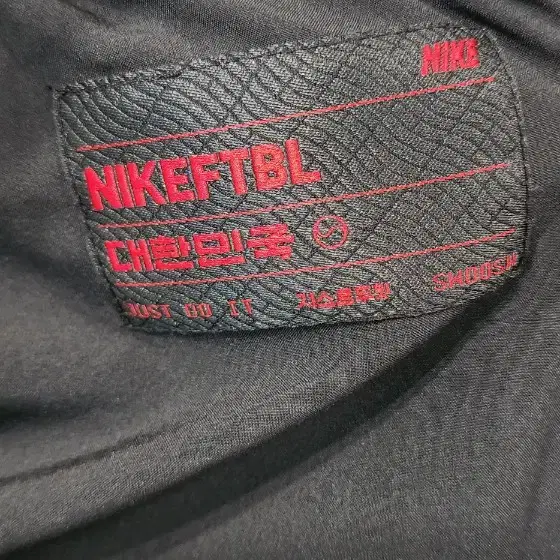 NIKE
NIKEFTBL
대한민국
JUST DO IT